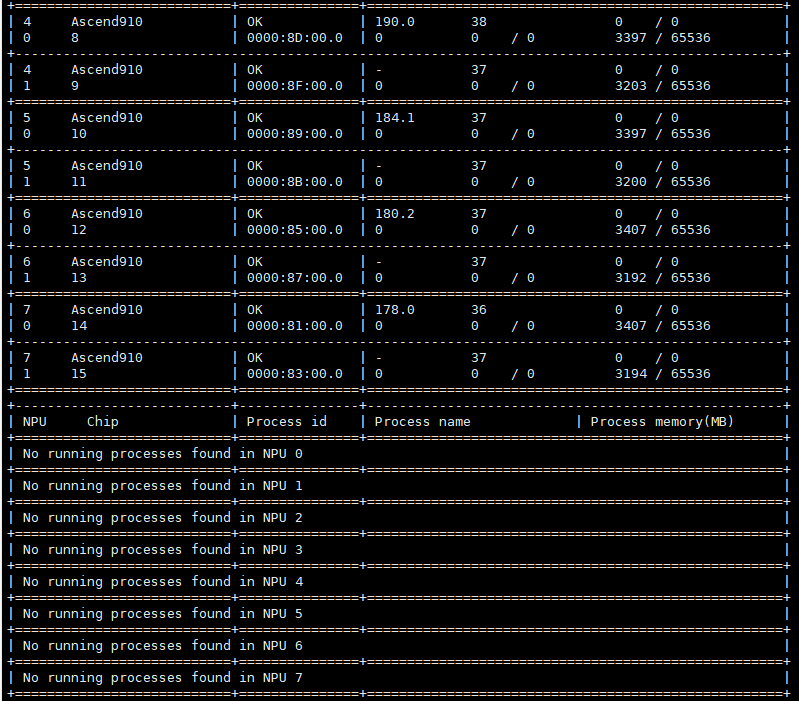 +===========================+===============+====================================================+
| 4     Ascend910           | OK            | 190.0       38                0    / 0             |
| 0     8                   | 0000:8D:00.0  | 0           0    / 0          3397 / 65536         |
+---------------------------+---------------+----------------------------------------------------+
| 4     Ascend910           | OK            | -           37                0    / 0             |
| 1     9                   | 0000:8F:00.0  | 0           0    / 0          3203 / 65536         |
+===========================+===============+====================================================+
| 5     Ascend910           | OK            | 184.1       37                0    / 0             |
| 0     10                  | 0000:89:00.0  | 0           0    / 0          3397 / 65536         |
+---------------------------+---------------+----------------------------------------------------+
| 5     Ascend910           | OK            | -           37                0    / 0             |
| 1     11                  | 0000:8B:00.0  | 0           0    / 0          3200 / 65536         |
+===========================+===============+====================================================+
| 6     Ascend910           | OK            | 180.2       37                0    / 0             |
| 0     12                  | 0000:85:00.0  | 0           0    / 0          3407 / 65536         |
+---------------------------+---------------+----------------------------------------------------+
| 6     Ascend910           | OK            | -           37                0    / 0             |
| 1     13                  | 0000:87:00.0  | 0           0    / 0          3192 / 65536         |
+===========================+===============+====================================================+
| 7     Ascend910           | OK            | 178.0       36                0    / 0             |
| 0     14                  | 0000:81:00.0  | 0           0    / 0          3407 / 65536         |
+---------------------------+---------------+----------------------------------------------------+
| 7     Ascend910           | OK            | -           37                0    / 0             |
| 1     15                  | 0000:83:00.0  | 0           0    / 0          3194 / 65536         |
+===========================+===============+====================================================+
+---------------------------+---------------+----------------------------------------------------+
| NPU     Chip              | Process id    | Process name             | Process memory(MB)      |
+===========================+===============+====================================================+
| No running processes found in NPU 0                                                            |
+===========================+===============+====================================================+
| No running processes found in NPU 1                                                            |
+===========================+===============+====================================================+
| No running processes found in NPU 2                                                            |
+===========================+===============+====================================================+
| No running processes found in NPU 3                                                            |
+===========================+===============+====================================================+
| No running processes found in NPU 4                                                            |
+===========================+===============+====================================================+
| No running processes found in NPU 5                                                            |
+===========================+===============+====================================================+
| No running processes found in NPU 6                                                            |
+===========================+===============+====================================================+
| No running processes found in NPU 7                                                            |
+===========================+===============+====================================================+